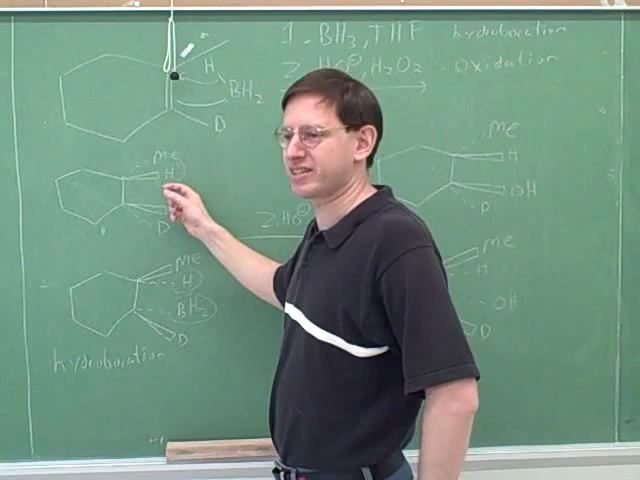 1. BH3, THF hydroboration
2. HO⊖, H2O2 oxidation
H
BH2
D
Me
H
D
Me
H
BH2
D
hydroboration
2. HO⊖
Me
H
OH
D
Me
H
OH
D